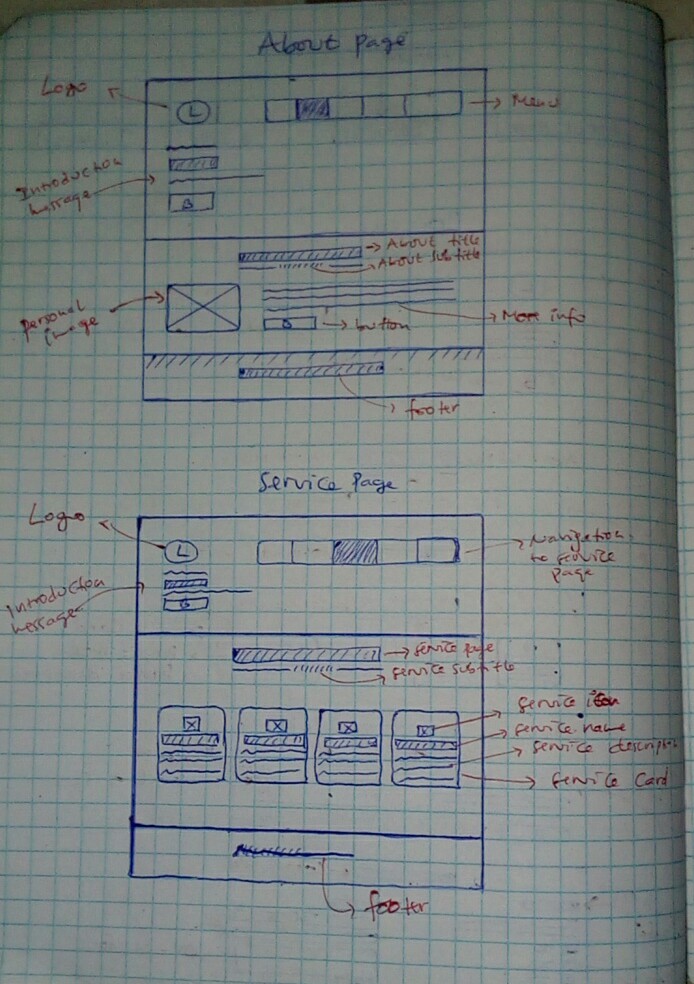 About page
Logo
L
Menu
Introduction
message
B
About title
About subtitle
personal
image
More info
B
button
footer
Service Page
Logo
L
Navigation
to service
page
Introduction
message
B
Service page
Service subtitle
Service icon
Service name
Service description
Service Card
footer